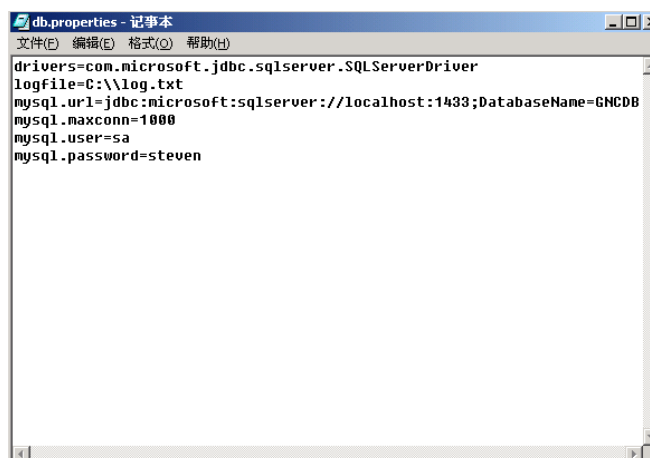 db.properties - 记事本
文件(F) 编辑(E) 格式(O) 帮助(H)
drivers=com.microsoft.jdbc.sqlserver.SQLServerDriver
logfile=C:\\log.txt
mysql.url=jdbc:microsoft:sqlserver://localhost:1433;DatabaseName=GNCDB
mysql.maxconn=1000
mysql.user=sa
mysql.password=steven